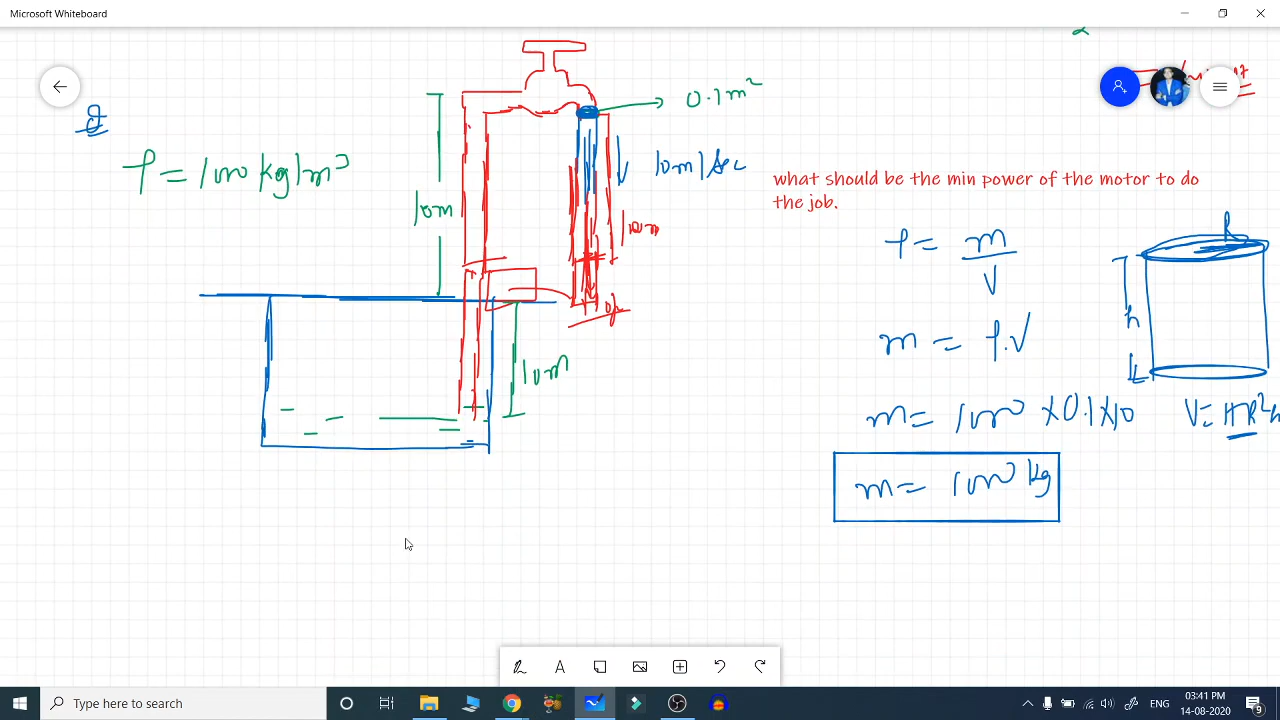 Microsoft Whiteboard
Q
ρ = 1000 kg/m³
10m
0.1m²
10m/sec
10m
10m
what should be the min power of the motor to do
the job.
ρ = m/V
m = ρ.V
m = 1000 × 0.1 × 10
m = 1000 kg
R
h
V = πR²h
Type here to search
ENG
03:41 PM
14-08-2020
9